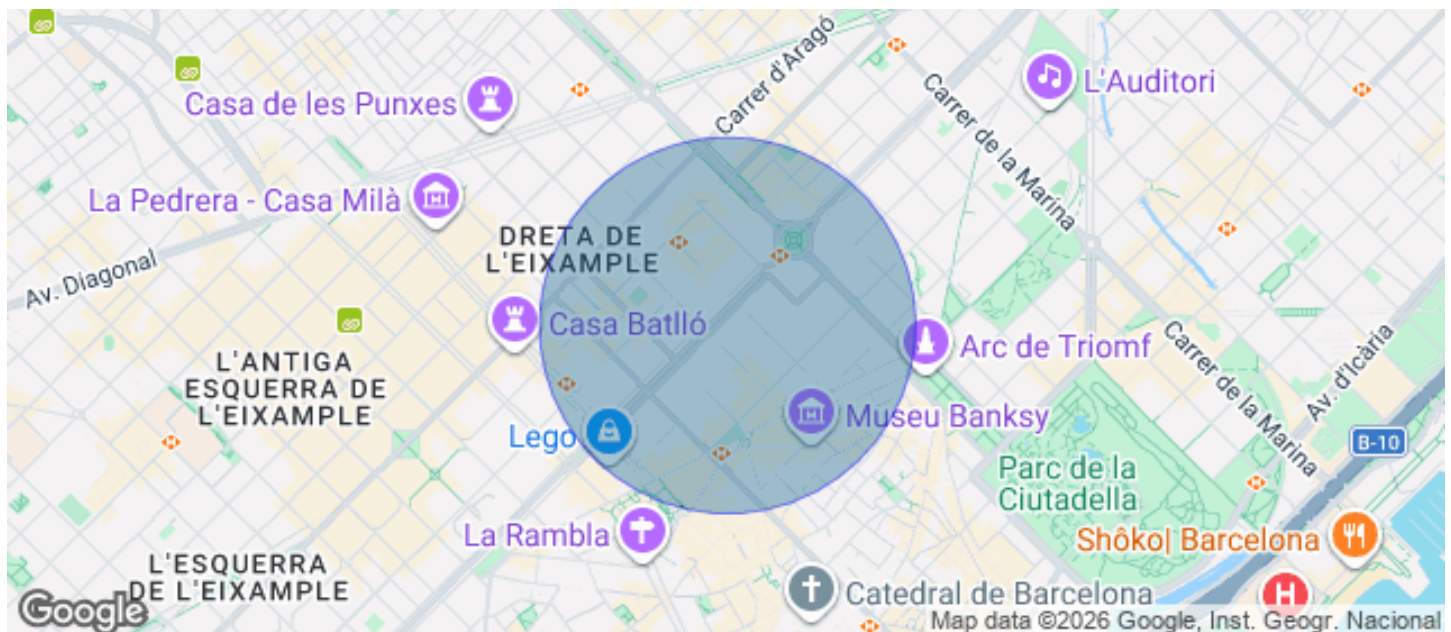 Carrer d'Aragó
L'Auditori
Casa de les Punxes
Carrer de la Marina
La Pedrera - Casa Milà
DRETA DE
L'EIXAMPLE
Av. Diagonal
Casa Batlló
Arc de Triomf
Carrer de la Marina
Av. d'Icària
L'ANTIGA
ESQUERRA DE
L'EIXAMPLE
Lego
Museu Banksy
B-10
Parc de la
Ciutadella
La Rambla
Shôko| Barcelona
L'ESQUERRA
DE L'EIXAMPLE
Catedral de Barcelona
H
Google
Map data ©2026 Google, Inst. Geogr. Nacional